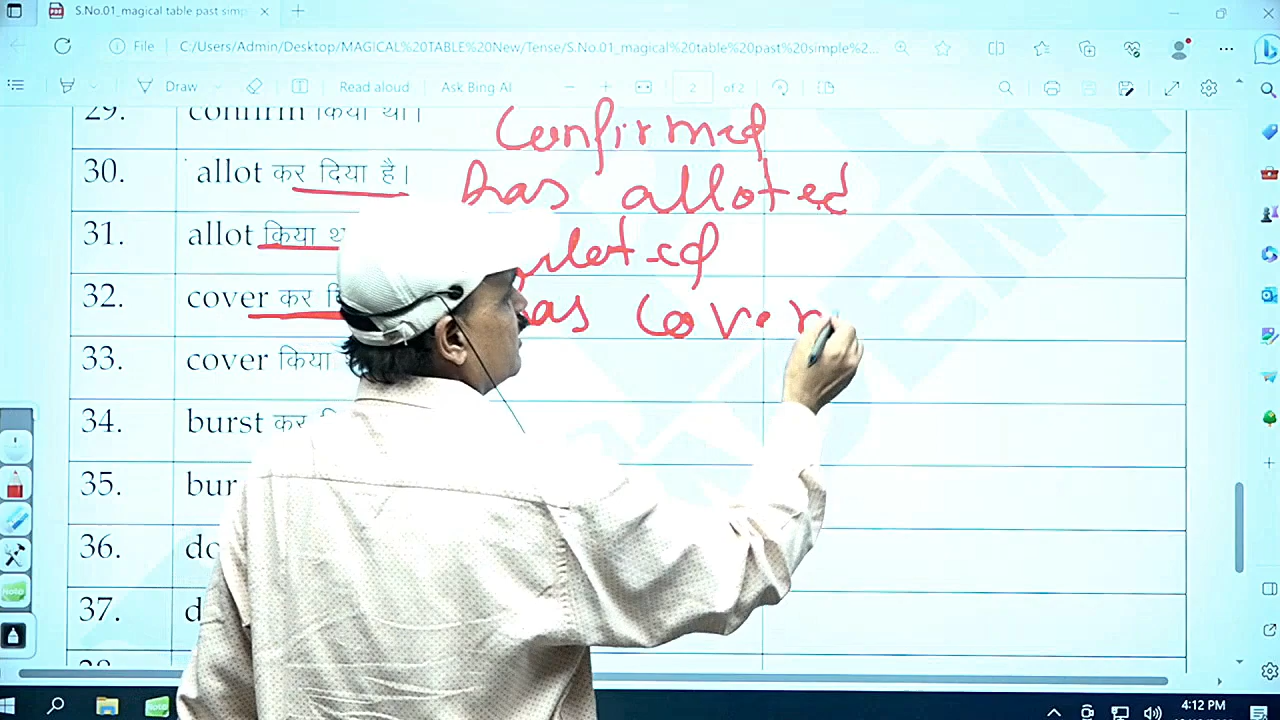 S.No.01_magical table past simp
File C:/Users/Admin/Desktop/MAGICAL%20TABLE%20New/Tense/S.No.01_magical%20table%20past%20simple%2...
Draw Read aloud Ask Bing AI 2 of 2
29. confirm किया था। Confirmed
30. allot कर दिया है। has alloted
31. allot किया
32. cover कर has cover
33. cover किया
34. burst कर
35. bur
36. do
37. d
4:12 PM